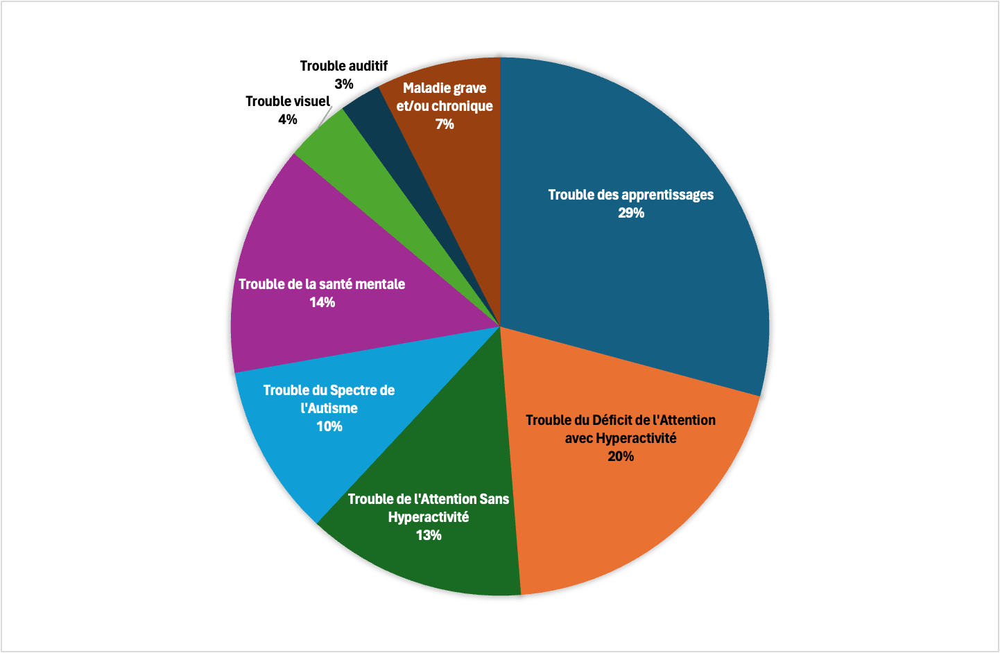 Trouble auditif
3%
Trouble visuel
4%
Maladie grave
et/ou chronique
7%
Trouble des apprentissages
29%
Trouble de la santé mentale
14%
Trouble du Spectre de
l'Autisme
10%
Trouble du Déficit de l'Attention
avec Hyperactivité
20%
Trouble de l'Attention Sans
Hyperactivité
13%